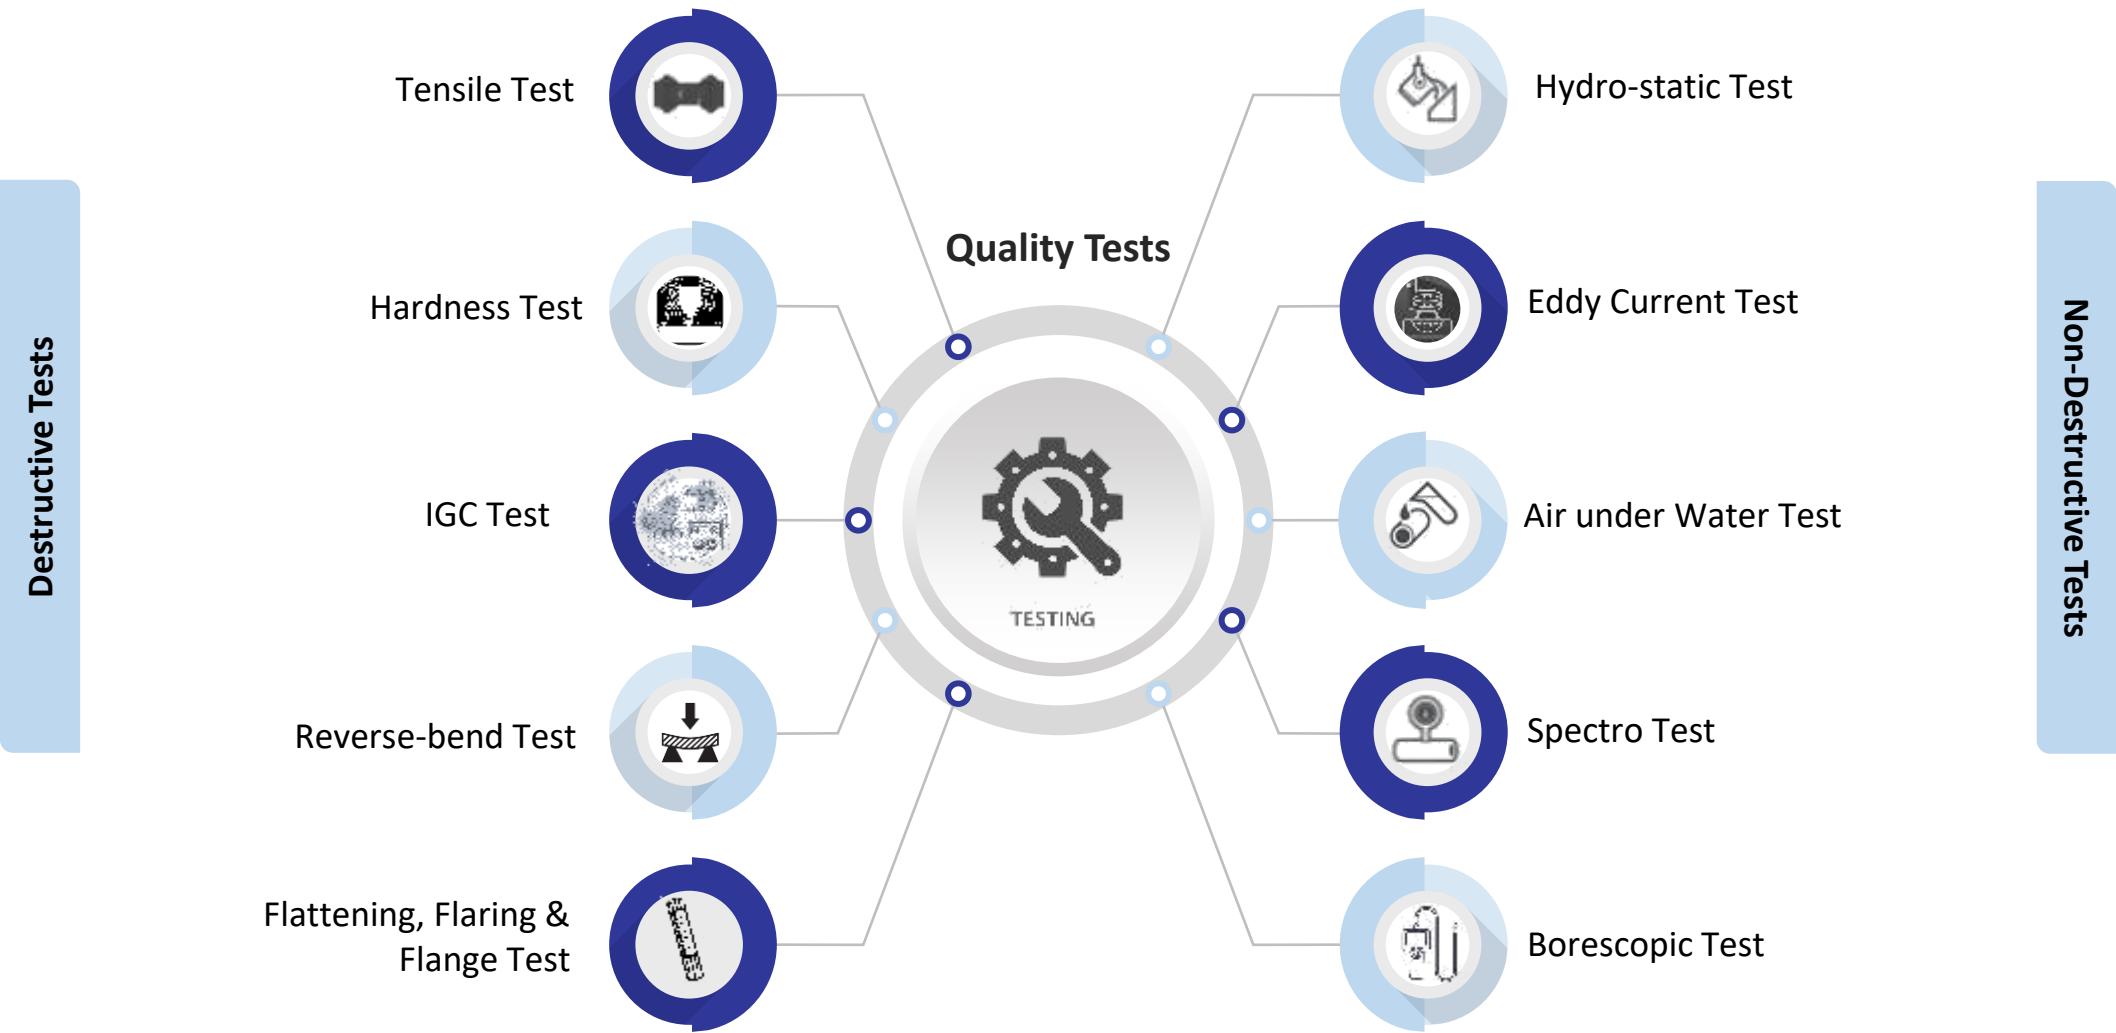 Destructive Tests
Tensile Test
Hardness Test
IGC Test
Reverse-bend Test
Flattening, Flaring &
Flange Test
Quality Tests
TESTING
Hydro-static Test
Eddy Current Test
Air under Water Test
Spectro Test
Borescopic Test
Non-Destructive Tests